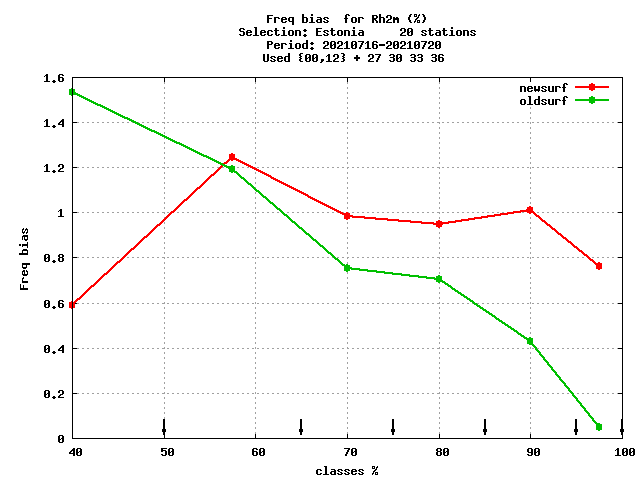 Freq bias  for Rh2m (%)
Selection: Estonia     20 stations
Period: 20210716-20210720
Used {00,12} + 27 30 33 36
newsurf
oldsurf
1.6
1.4
1.2
1
0.8
0.6
0.4
0.2
0
Freq bias
40 50 60 70 80 90 100
classes %